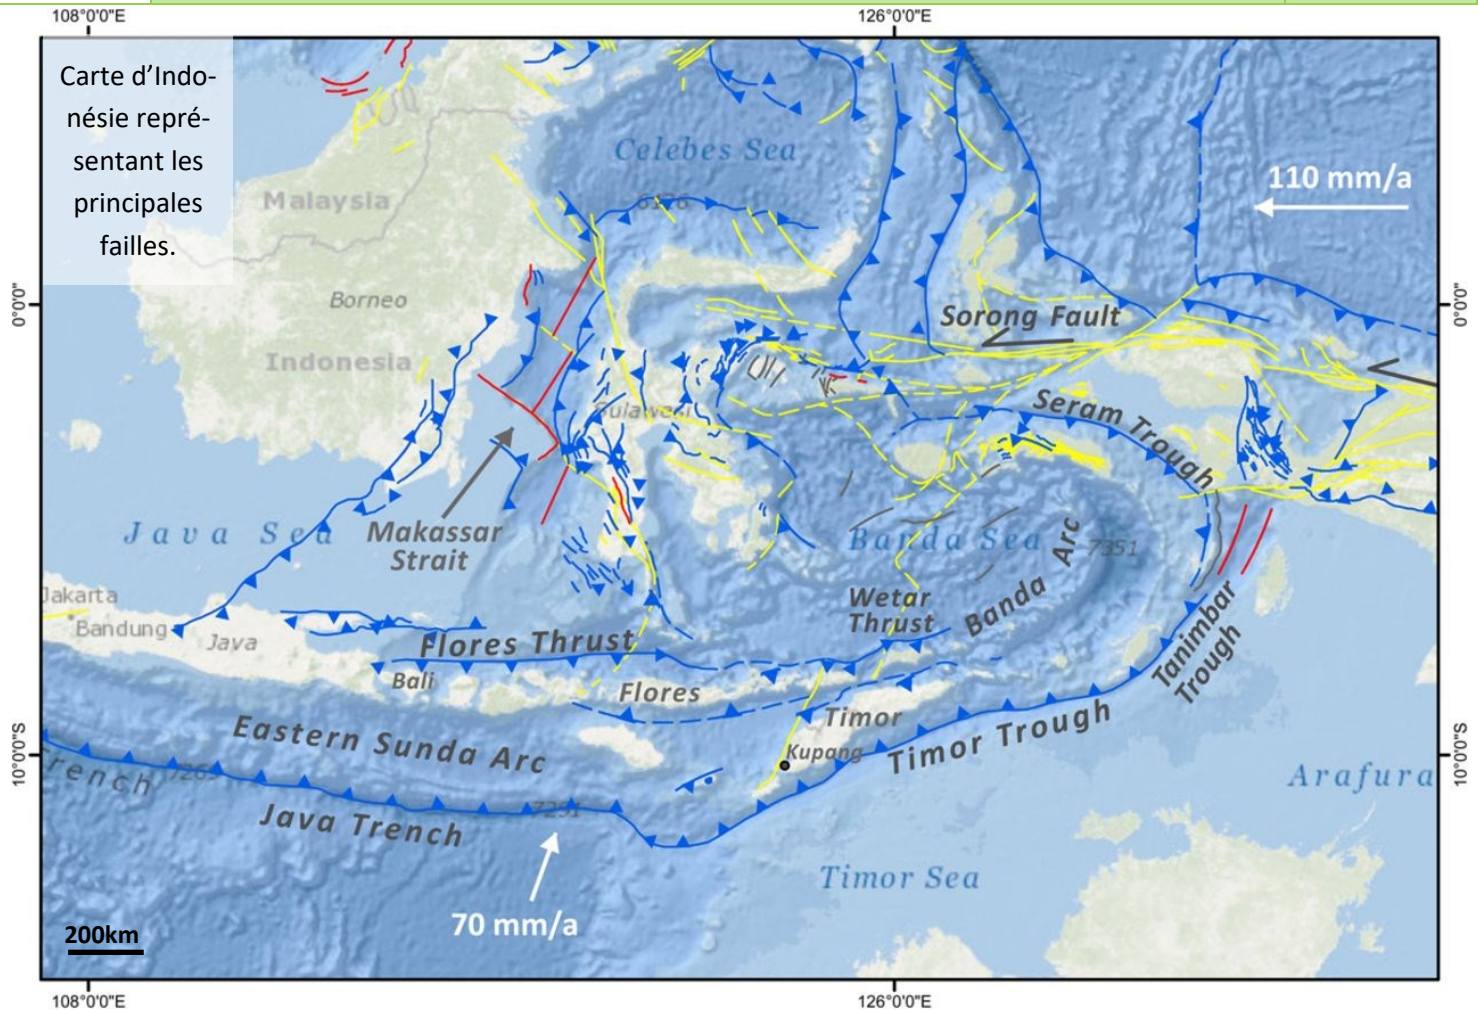 108°0'0"E
126°0'0"E
Carte d'Indo-
nésie repré-
sentant les
principales
failles.
Celebes Sea
110 mm/a
Malaysia
6176
0°0'0"
Borneo
0°0'0"
Sorong Fault
Indonesia
Sulawesi
Seram Trough
Java Sea
Makassar
Strait
Banda Sea
7351
Banda Arc
Jakarta
Bandung
Java
Wetar
Thrust
Flores Thrust
Tanimbar
Trough
Bali
Flores
Timor
Kupang
Timor Trough
Eastern Sunda Arc
10°0'0"S
10°0'0"S
Trench
Arafura
Java Trench
Timor Sea
70 mm/a
200km
108°0'0"E
126°0'0"E